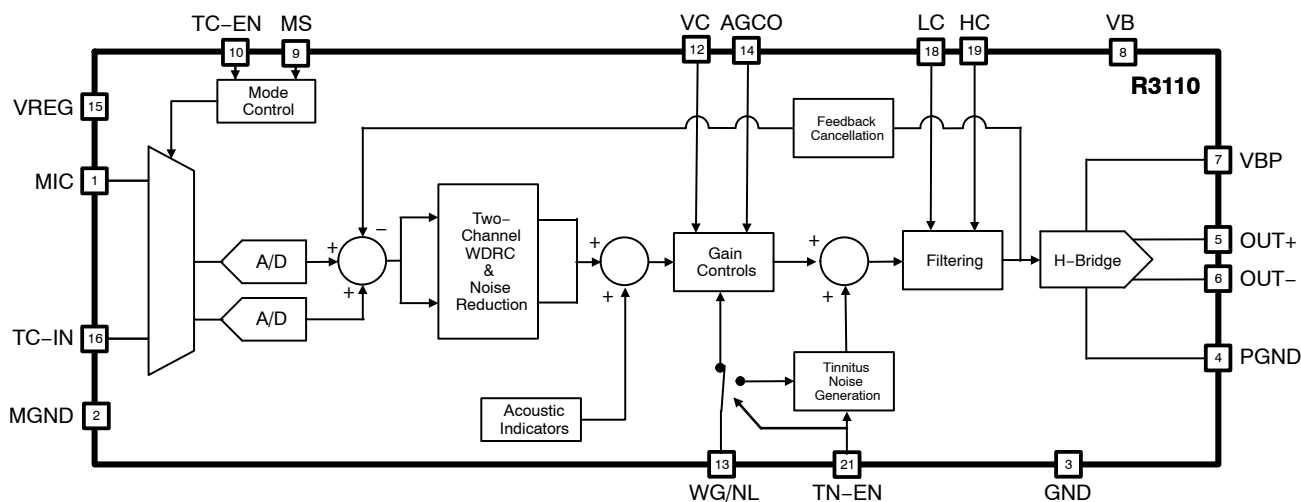 TC−EN MS VC AGCO LC HC VB
10 9 12 14 18 19 8
R3110
Mode
Control
VREG 15
Feedback
Cancellation
MIC 1
7 VBP
Two−
Channel
WDRC
&
Noise
Reduction
−
+
+
+
+
+
+
A/D
A/D
Gain
Controls
Filtering
H−Bridge
5 OUT+
6 OUT−
TC−IN 16
4 PGND
Tinnitus
Noise
Generation
MGND 2
Acoustic
Indicators
13 21 3
WG/NL TN−EN GND